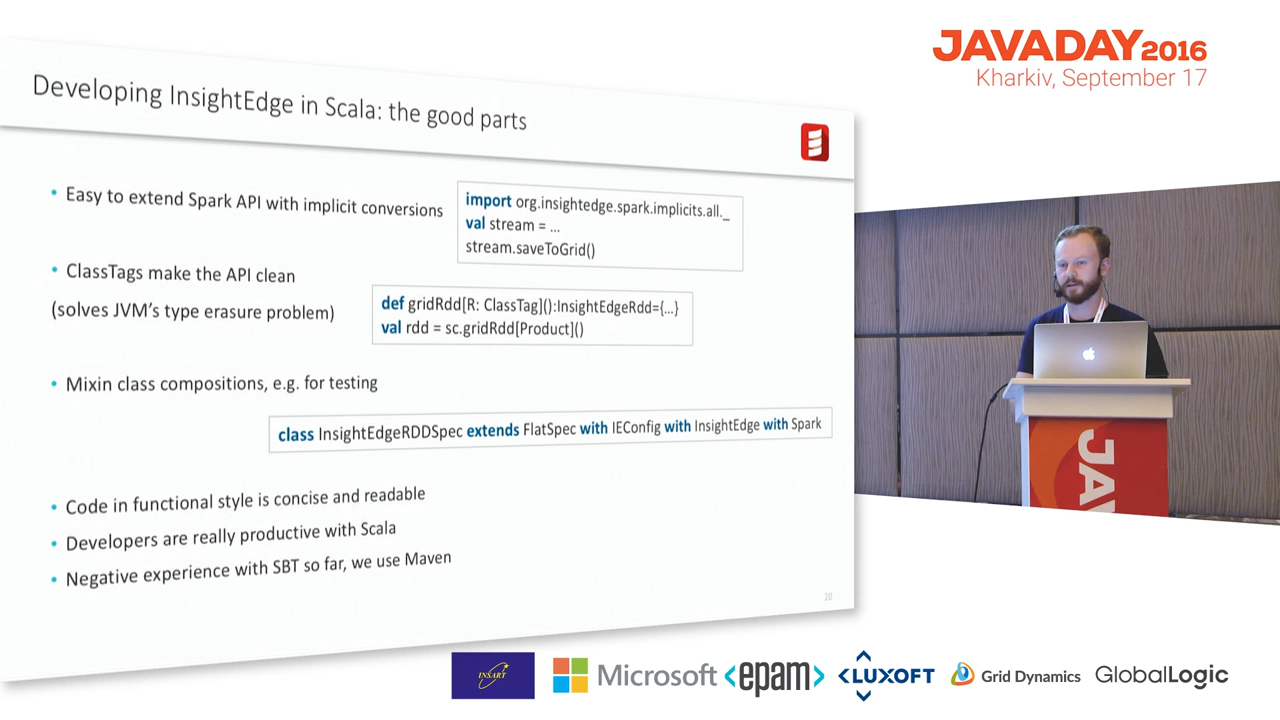 JAVADAY2016
Kharkiv, September 17
Developing InsightEdge in Scala: the good parts
• Easy to extend Spark API with implicit conversions
import org.insightedge.spark.implicits.all._
val stream = ...
stream.saveToGrid()
• ClassTags make the API clean
(solves JVM's type erasure problem)
def gridRdd[R: ClassTag]():InsightEdgeRdd={...}
val rdd = sc.gridRdd[Product]()
• Mixin class compositions, e.g. for testing
class InsightEdgeRDDSpec extends FlatSpec with IEConfig with InsightEdge with Spark
• Code in functional style is concise and readable
• Developers are really productive with Scala
• Negative experience with SBT so far, we use Maven
20
JAV
INSART
Microsoft
<epam>
<LUXOFT
Grid Dynamics
GlobalLogic